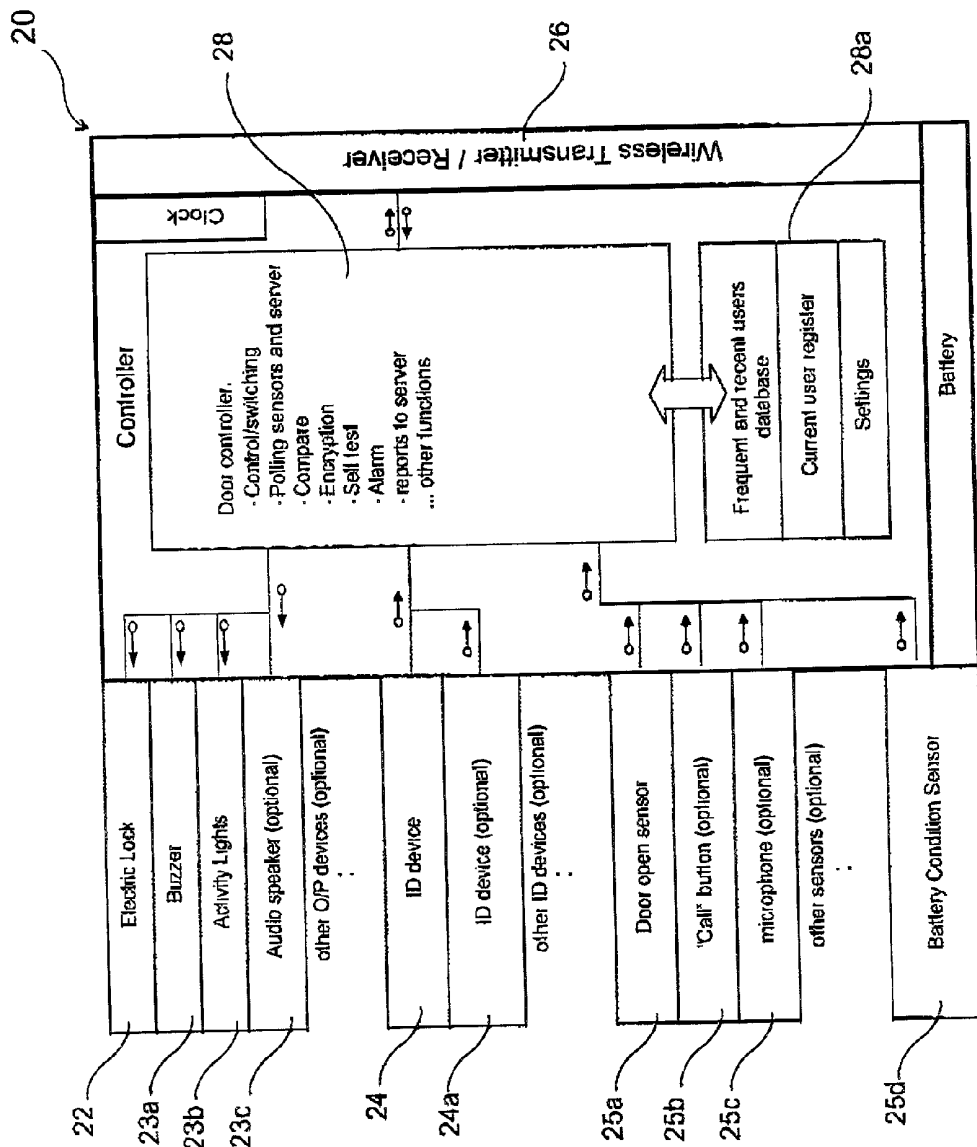 20
Controller
Clock
Wireless Transmitter / Receiver
26
28
28a
Door controller.
- Control/switching
- Polling sensors and server
- Compare
- Encryption
- Self test
- Alarm
- reports to server
... other functions
Frequent and recent users
database
Current user register
Settings
Battery
Electric Lock
Buzzer
Activity Lights
Audio speaker (optional)
other O/P devices (optional)
:
ID device
ID device (optional)
other ID devices (optional)
:
Door open sensor
"Call" button (optional)
microphone (optional)
other sensors (optional)
:
Battery Condition Sensor
22
23a
23b
23c
24
24a
25a
25b
25c
25d